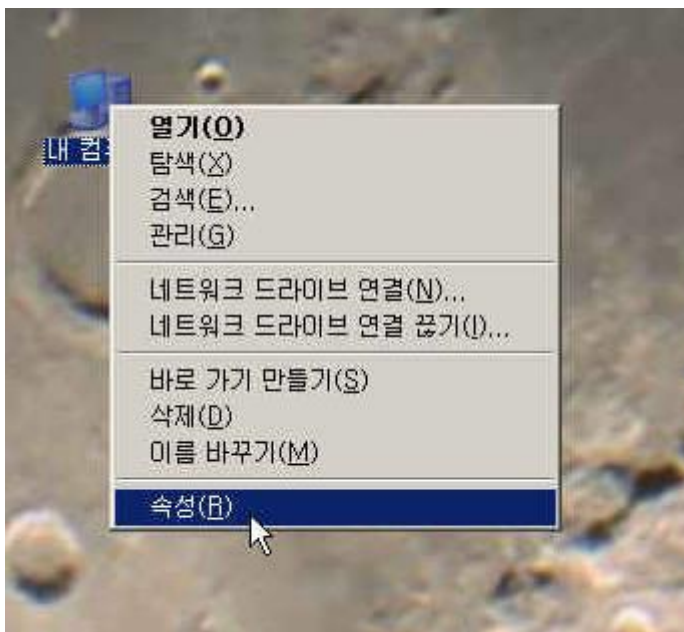 내 컴
열기(O)
탐색(X)
검색(E)...
관리(G)
네트워크 드라이브 연결(N)...
네트워크 드라이브 연결 끊기(I)...
바로 가기 만들기(S)
삭제(D)
이름 바꾸기(M)
속성(R)